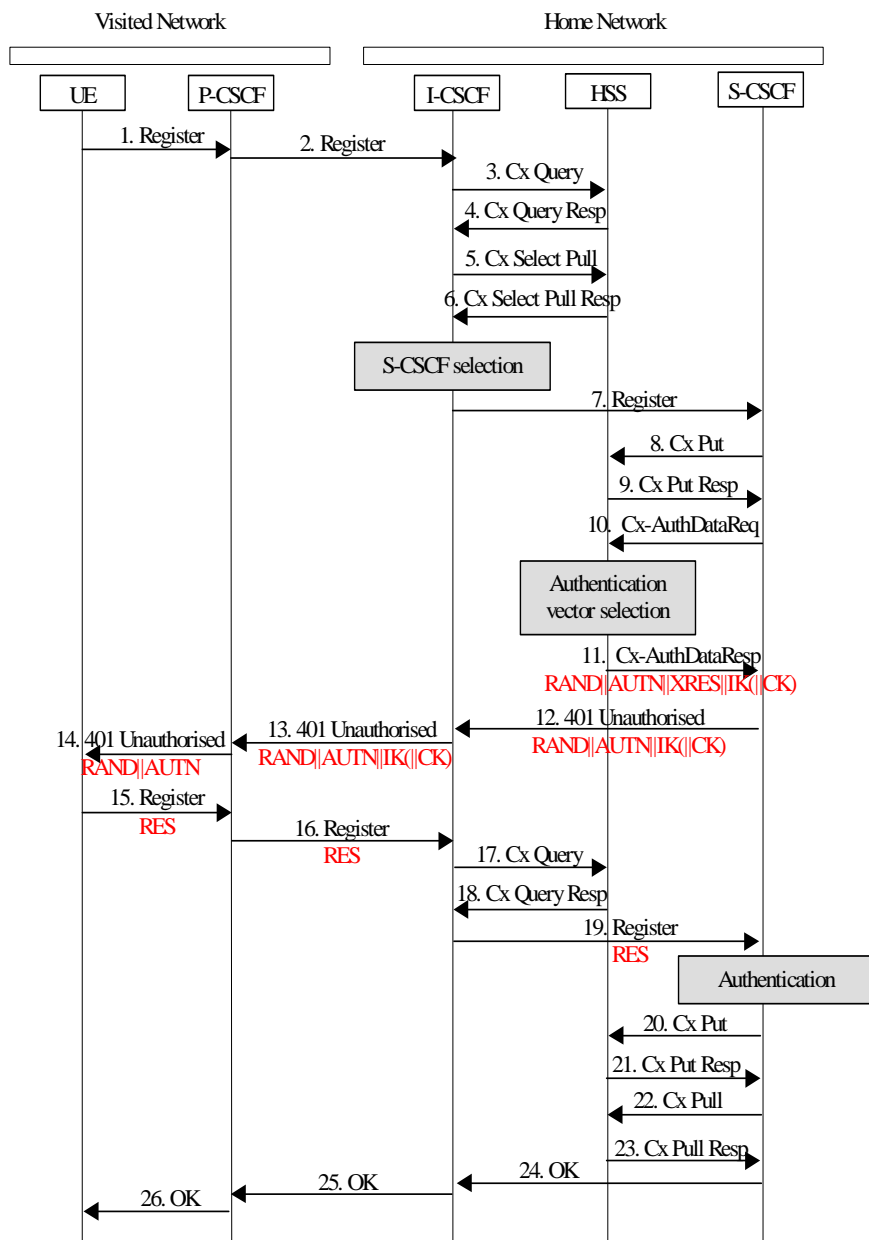 Visited Network
Home Network
UE
P-CSCF
I-CSCF
HSS
S-CSCF
1. Register
2. Register
3. Cx Query
4. Cx Query Resp
5. Cx Select Pull
6. Cx Select Pull Resp
S-CSCF selection
7. Register
8. Cx Put
9. Cx Put Resp
10. Cx-AuthDataReq
Authentication
vector selection
11. Cx-AuthDataResp
RAND||AUTN||XRES||IK(||CK)
12. 401 Unauthorised
RAND||AUTN||IK(||CK)
13. 401 Unauthorised
RAND||AUTN||IK(||CK)
14. 401 Unauthorised
RAND||AUTN
15. Register
RES
16. Register
RES
17. Cx Query
18. Cx Query Resp
19. Register
RES
Authentication
20. Cx Put
21. Cx Put Resp
22. Cx Pull
23. Cx Pull Resp
24. OK
25. OK
26. OK